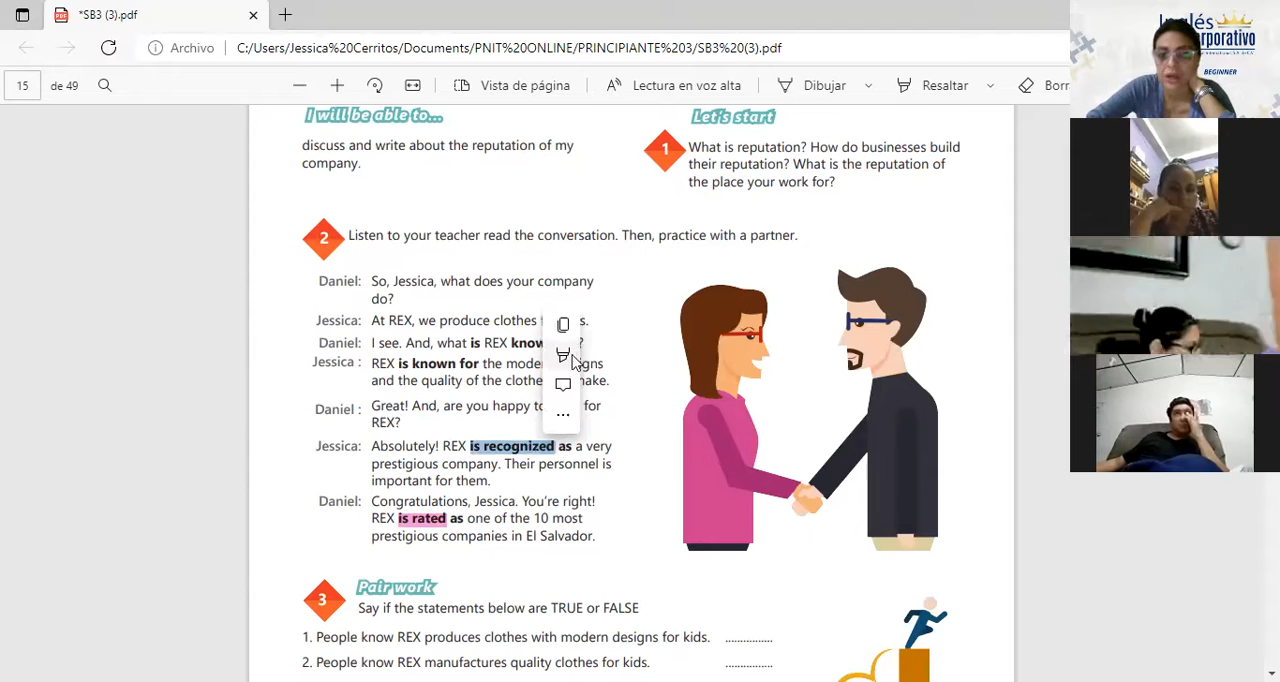 *SB3 (3).pdf
Archivo
C:/Users/Jessica%20Cerritos/Documents/PNIT%20ONLINE/PRINCIPIANTE%203/SB3%20(3).pdf
15 de 49
Vista de página
Lectura en voz alta
Dibujar
Resaltar
Inglés
BEGINNER
I will be able to...
discuss and write about the reputation of my
company.
Let's start
1 What is reputation? How do businesses build
their reputation? What is the reputation of
the place your work for?
2 Listen to your teacher read the conversation. Then, practice with a partner.
Daniel: So, Jessica, what does your company
do?
Jessica: At REX, we produce clothes
Daniel: I see. And, what is REX ?
Jessica : REX is known for the modern
and the quality of the clothes make.
Daniel : Great! And, are you happy to for
REX?
Jessica: Absolutely! REX is recognized as a very
prestigious company. Their personnel is
important for them.
Daniel: Congratulations, Jessica. You're right!
REX is rated as one of the 10 most
prestigious companies in El Salvador.
3 Pair work
Say if the statements below are TRUE or FALSE
1. People know REX produces clothes with modern designs for kids. ...............
2. People know REX manufactures quality clothes for kids. ...............